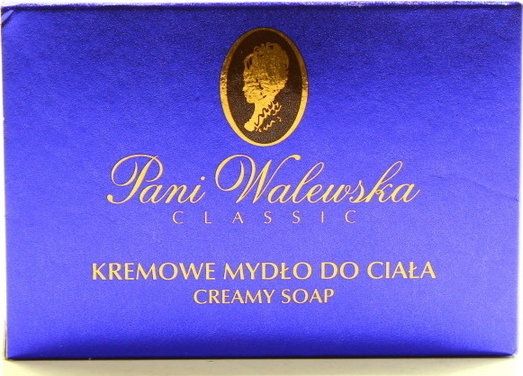 Pani Walewska
CLASSIC
KREMOWE MYDŁO DO CIAŁA
CREAMY SOAP